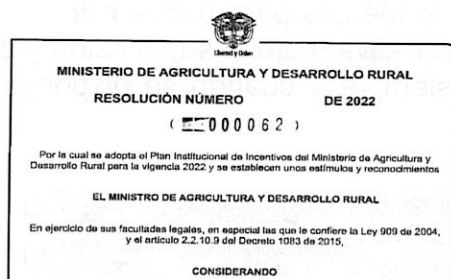 Libertad y Orden
MINISTERIO DE AGRICULTURA Y DESARROLLO RURAL
RESOLUCIÓN NÚMERO DE 2022
( 000062 )
Por la cual se adopta el Plan Institucional de Incentivos del Ministerio de Agricultura y
Desarrollo Rural para la vigencia 2022 y se establecen unos estímulos y reconocimientos
EL MINISTRO DE AGRICULTURA Y DESARROLLO RURAL
En ejercicio de sus facultades legales, en especial las que le confiere la Ley 909 de 2004,
y el artículo 2.2.10.9 del Decreto 1083 de 2015,
CONSIDERANDO